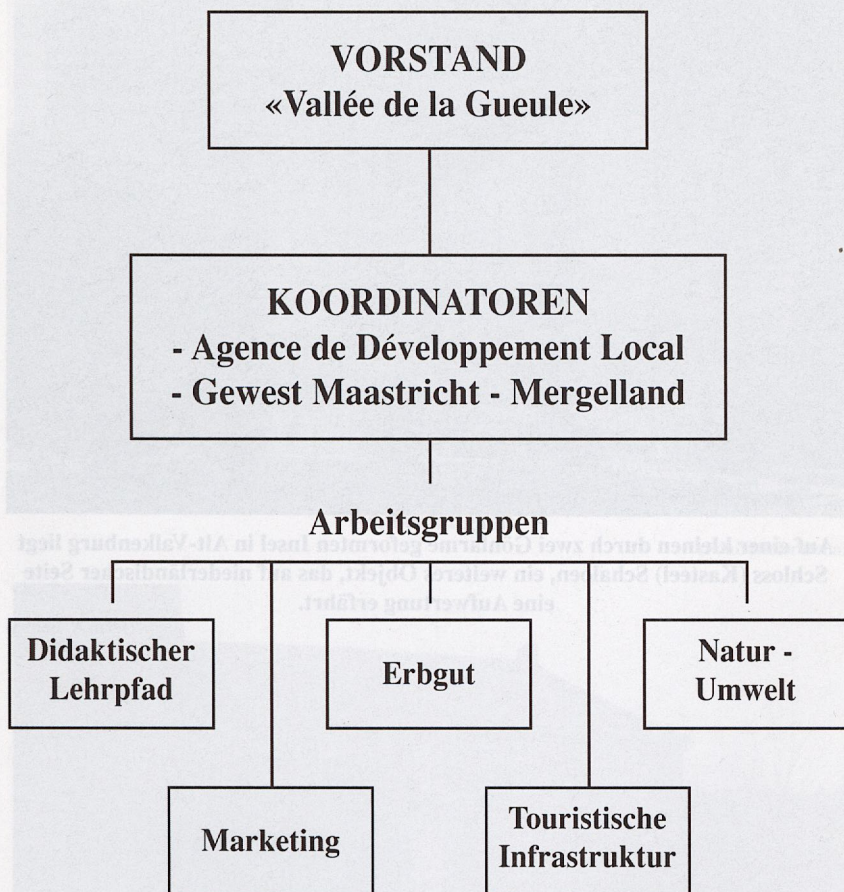 VORSTAND
«Vallée de la Gueule»
KOORDINATOREN
- Agence de Développement Local
- Gewest Maastricht - Mergelland
Arbeitsgruppen
Auf einer kleinen durch zwei Göhlarme geformten Insel in Alt-Valkenburg liegt
Schloss (Kasteel) Schaloen, ein weiteres Objekt, das auf niederländischer Seite
eine Aufwertung erfährt.
Didaktischer
Lehrpfad
Erbgut
Natur -
Umwelt
Marketing
Touristische
Infrastruktur